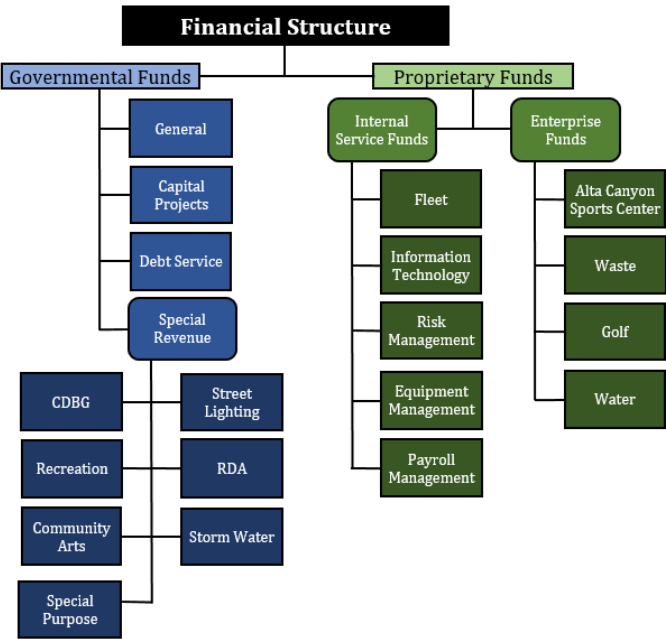 Financial Structure
Governmental Funds
Proprietary Funds
General
Capital
Projects
Debt Service
Special
Revenue
CDBG
Street
Lighting
Recreation
RDA
Community
Arts
Storm Water
Special
Purpose
Internal
Service Funds
Fleet
Information
Technology
Risk
Management
Equipment
Management
Payroll
Management
Enterprise
Funds
Alta Canyon
Sports Center
Waste
Golf
Water